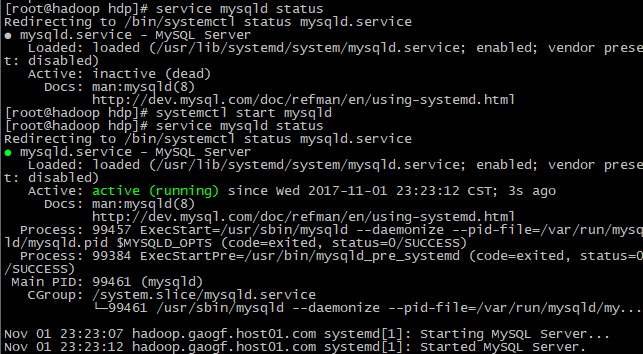 [root@hadoop hdp]# service mysqld status
Redirecting to /bin/systemctl status mysqld.service
● mysqld.service - MySQL Server
   Loaded: loaded (/usr/lib/systemd/system/mysqld.service; enabled; vendor prese
t: disabled)
   Active: inactive (dead)
     Docs: man:mysqld(8)
           http://dev.mysql.com/doc/refman/en/using-systemd.html
[root@hadoop hdp]# systemctl start mysqld
[root@hadoop hdp]# service mysqld status
Redirecting to /bin/systemctl status mysqld.service
● mysqld.service - MySQL Server
   Loaded: loaded (/usr/lib/systemd/system/mysqld.service; enabled; vendor prese
t: disabled)
   Active: active (running) since Wed 2017-11-01 23:23:12 CST; 3s ago
     Docs: man:mysqld(8)
           http://dev.mysql.com/doc/refman/en/using-systemd.html
  Process: 99457 ExecStart=/usr/sbin/mysqld --daemonize --pid-file=/var/run/mysq
ld/mysqld.pid $MYSQLD_OPTS (code=exited, status=0/SUCCESS)
  Process: 99384 ExecStartPre=/usr/bin/mysqld_pre_systemd (code=exited, status=0
/SUCCESS)
 Main PID: 99461 (mysqld)
   CGroup: /system.slice/mysqld.service
           └─99461 /usr/sbin/mysqld --daemonize --pid-file=/var/run/mysqld/my...
Nov 01 23:23:07 hadoop.gaogf.host01.com systemd[1]: Starting MySQL Server...
Nov 01 23:23:12 hadoop.gaogf.host01.com systemd[1]: Started MySQL Server.